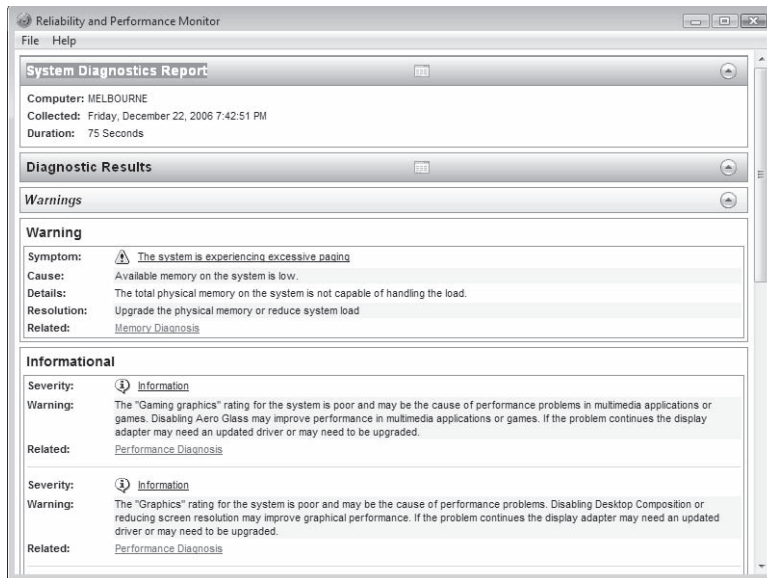 Reliability and Performance Monitor
File Help
System Diagnostics Report
Computer: MELBOURNE
Collected: Friday, December 22, 2006 7:42:51 PM
Duration: 75 Seconds
Diagnostic Results
Warnings
Warning
Symptom: The system is experiencing excessive paging
Cause: Available memory on the system is low.
Details: The total physical memory on the system is not capable of handling the load.
Resolution: Upgrade the physical memory or reduce system load
Related: Memory Diagnosis
Informational
Severity: Information
Warning: The "Gaming graphics" rating for the system is poor and may be the cause of performance problems in multimedia applications or
games. Disabling Aero Glass may improve performance in multimedia applications or games. If the problem continues the display
adapter may need an updated driver or may need to be upgraded.
Related: Performance Diagnosis
Severity: Information
Warning: The "Graphics" rating for the system is poor and may be the cause of performance problems. Disabling Desktop Composition or
reducing screen resolution may improve graphical performance. If the problem continues the display adapter may need an updated
driver or may need to be upgraded.
Related: Performance Diagnosis